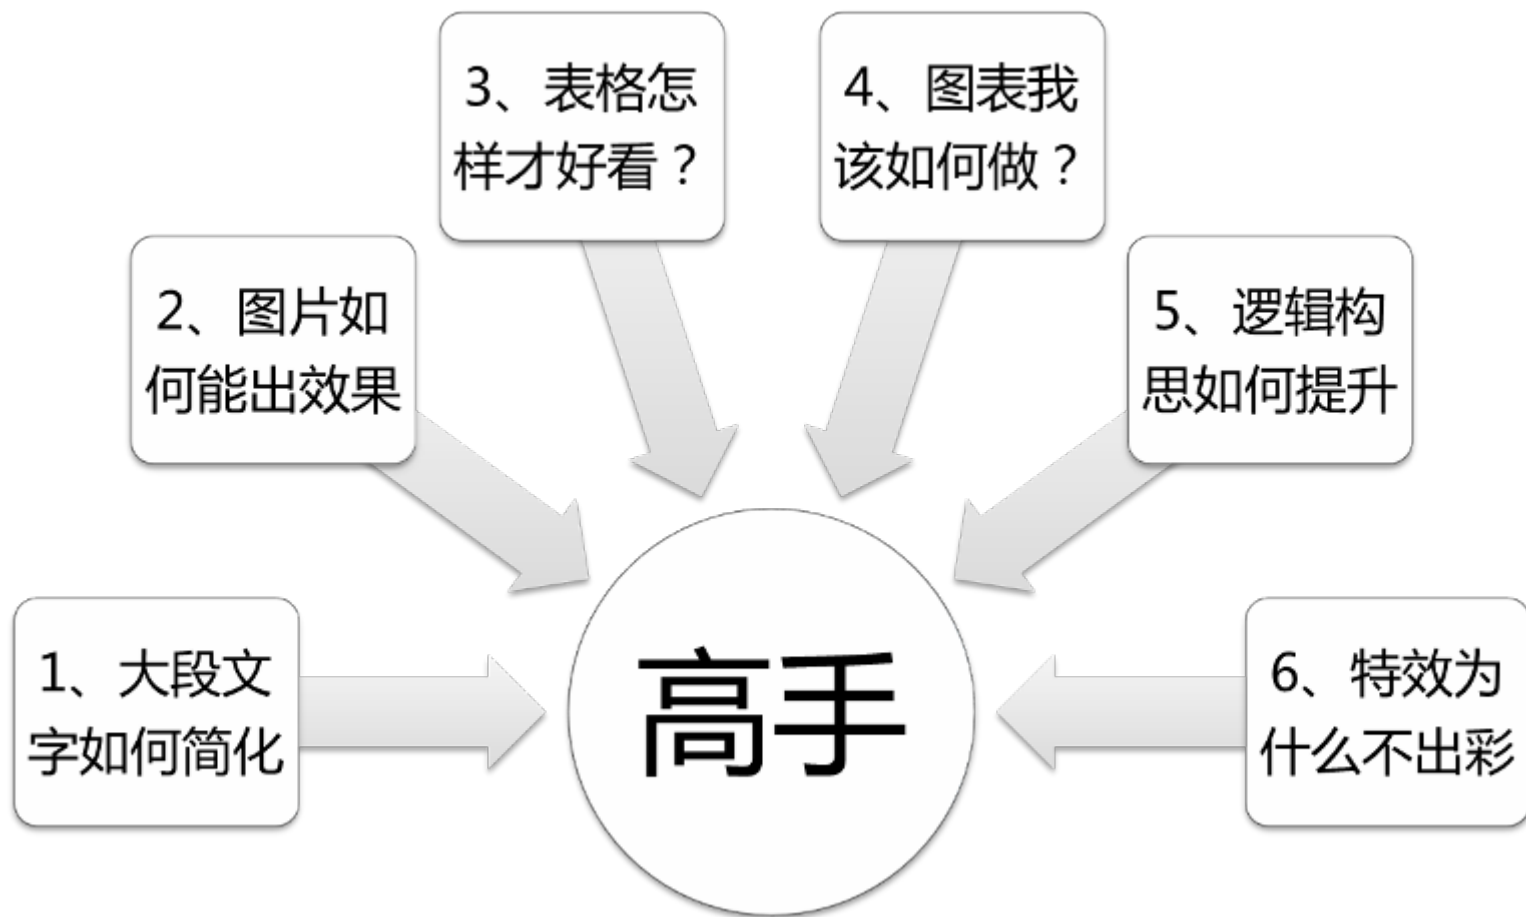 1、大段文
字如何简化
2、图片如
何能出效果
3、表格怎
样才好看？
4、图表我
该如何做？
5、逻辑构
思如何提升
6、特效为
什么不出彩
高手